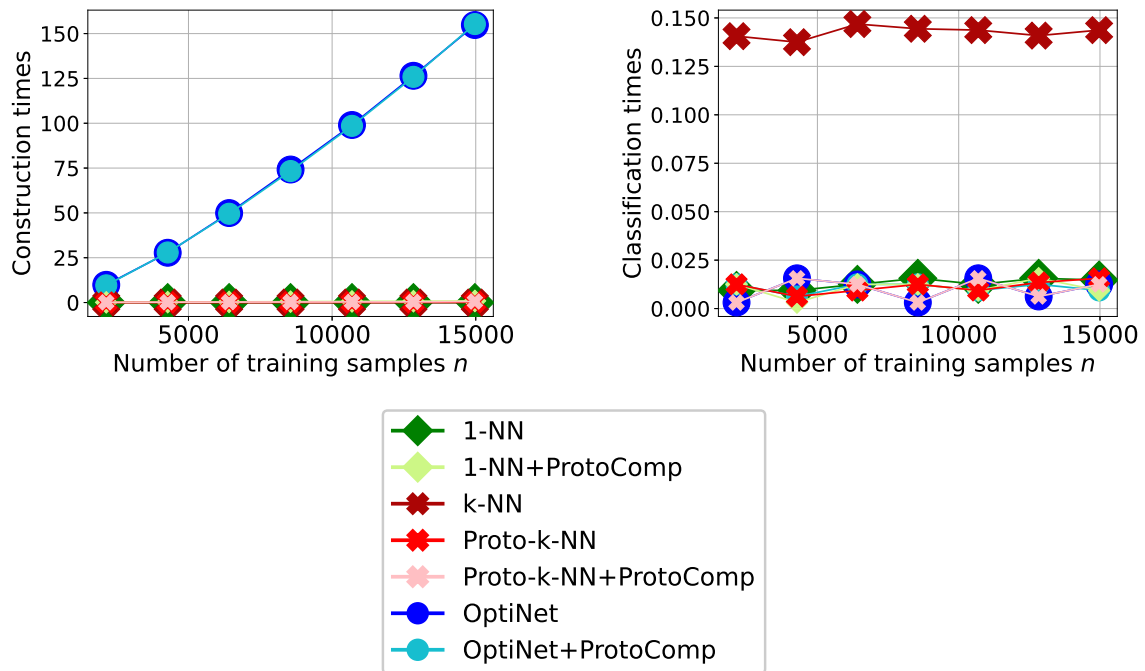 Construction times
150
125
100
75
50
25
0
5000 10000 15000
Number of training samples n
Classification times
0.150
0.125
0.100
0.075
0.050
0.025
0.000
5000 10000 15000
Number of training samples n
1-NN
1-NN+ProtoComp
k-NN
Proto-k-NN
Proto-k-NN+ProtoComp
OptiNet
OptiNet+ProtoComp